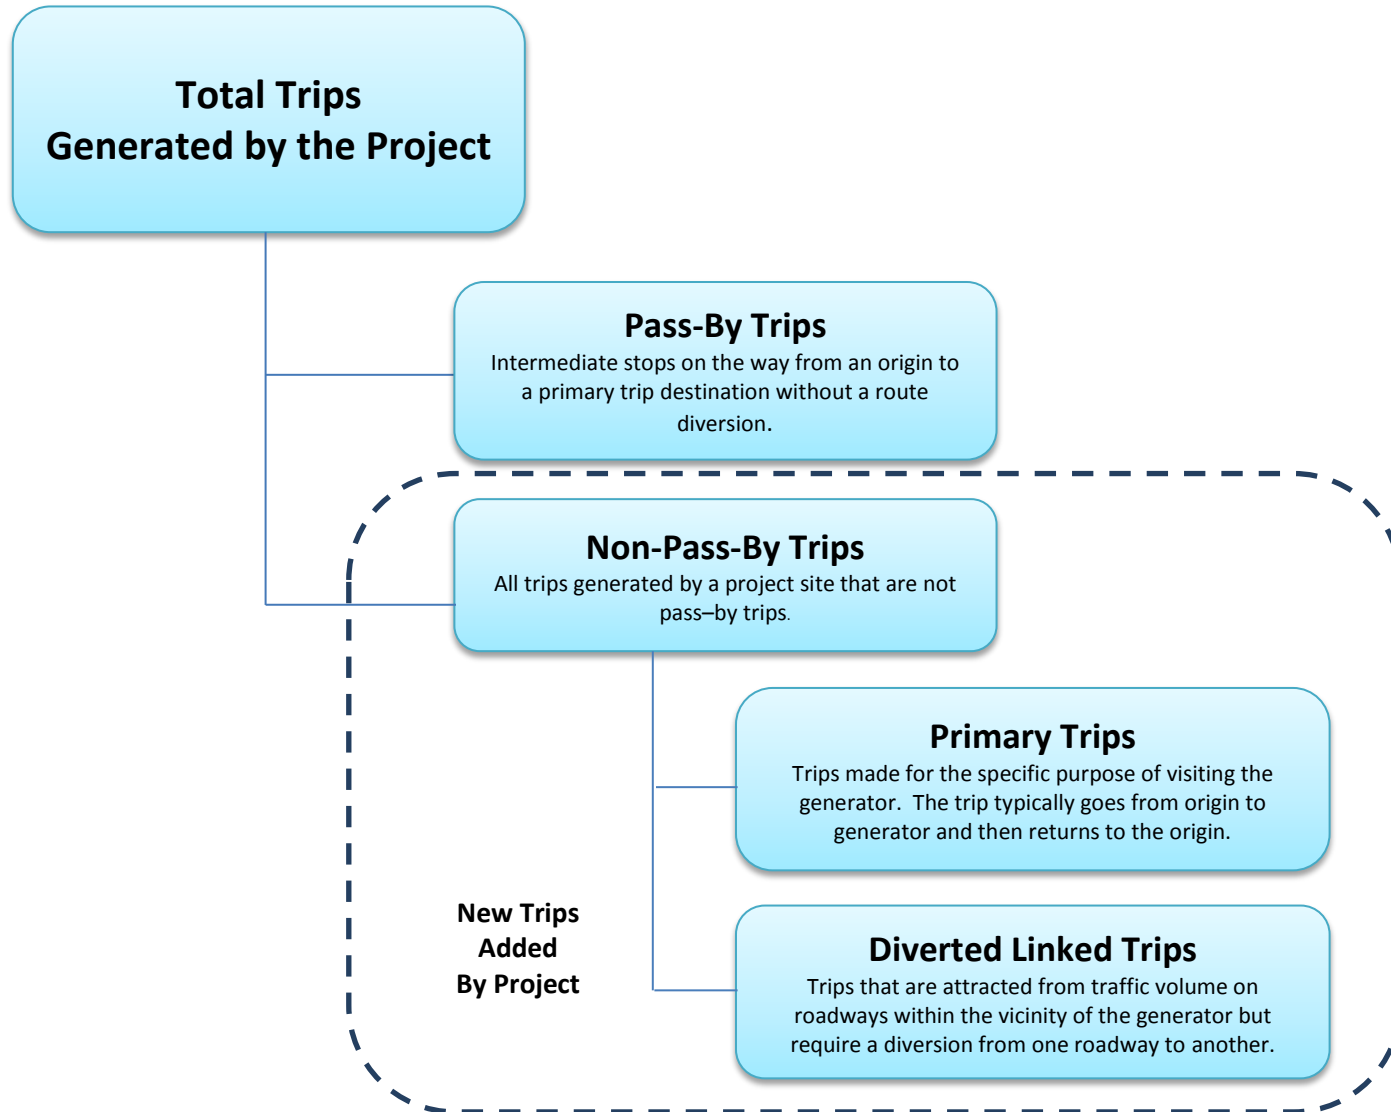 Total Trips
Generated by the Project
Pass-By Trips
Intermediate stops on the way from an origin to
a primary trip destination without a route
diversion.
Non-Pass-By Trips
All trips generated by a project site that are not
pass–by trips.
Primary Trips
Trips made for the specific purpose of visiting the
generator.  The trip typically goes from origin to
generator and then returns to the origin.
New Trips
Added
By Project
Diverted Linked Trips
Trips that are attracted from traffic volume on
roadways within the vicinity of the generator but
require a diversion from one roadway to another.